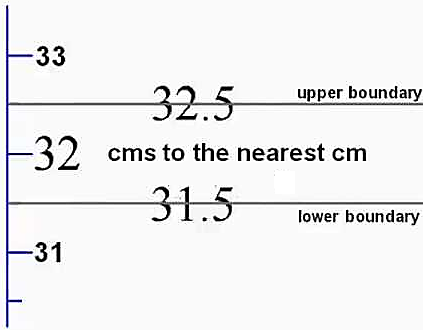 33
upper boundary
32.5
32 cms to the nearest cm
31.5
lower boundary
31